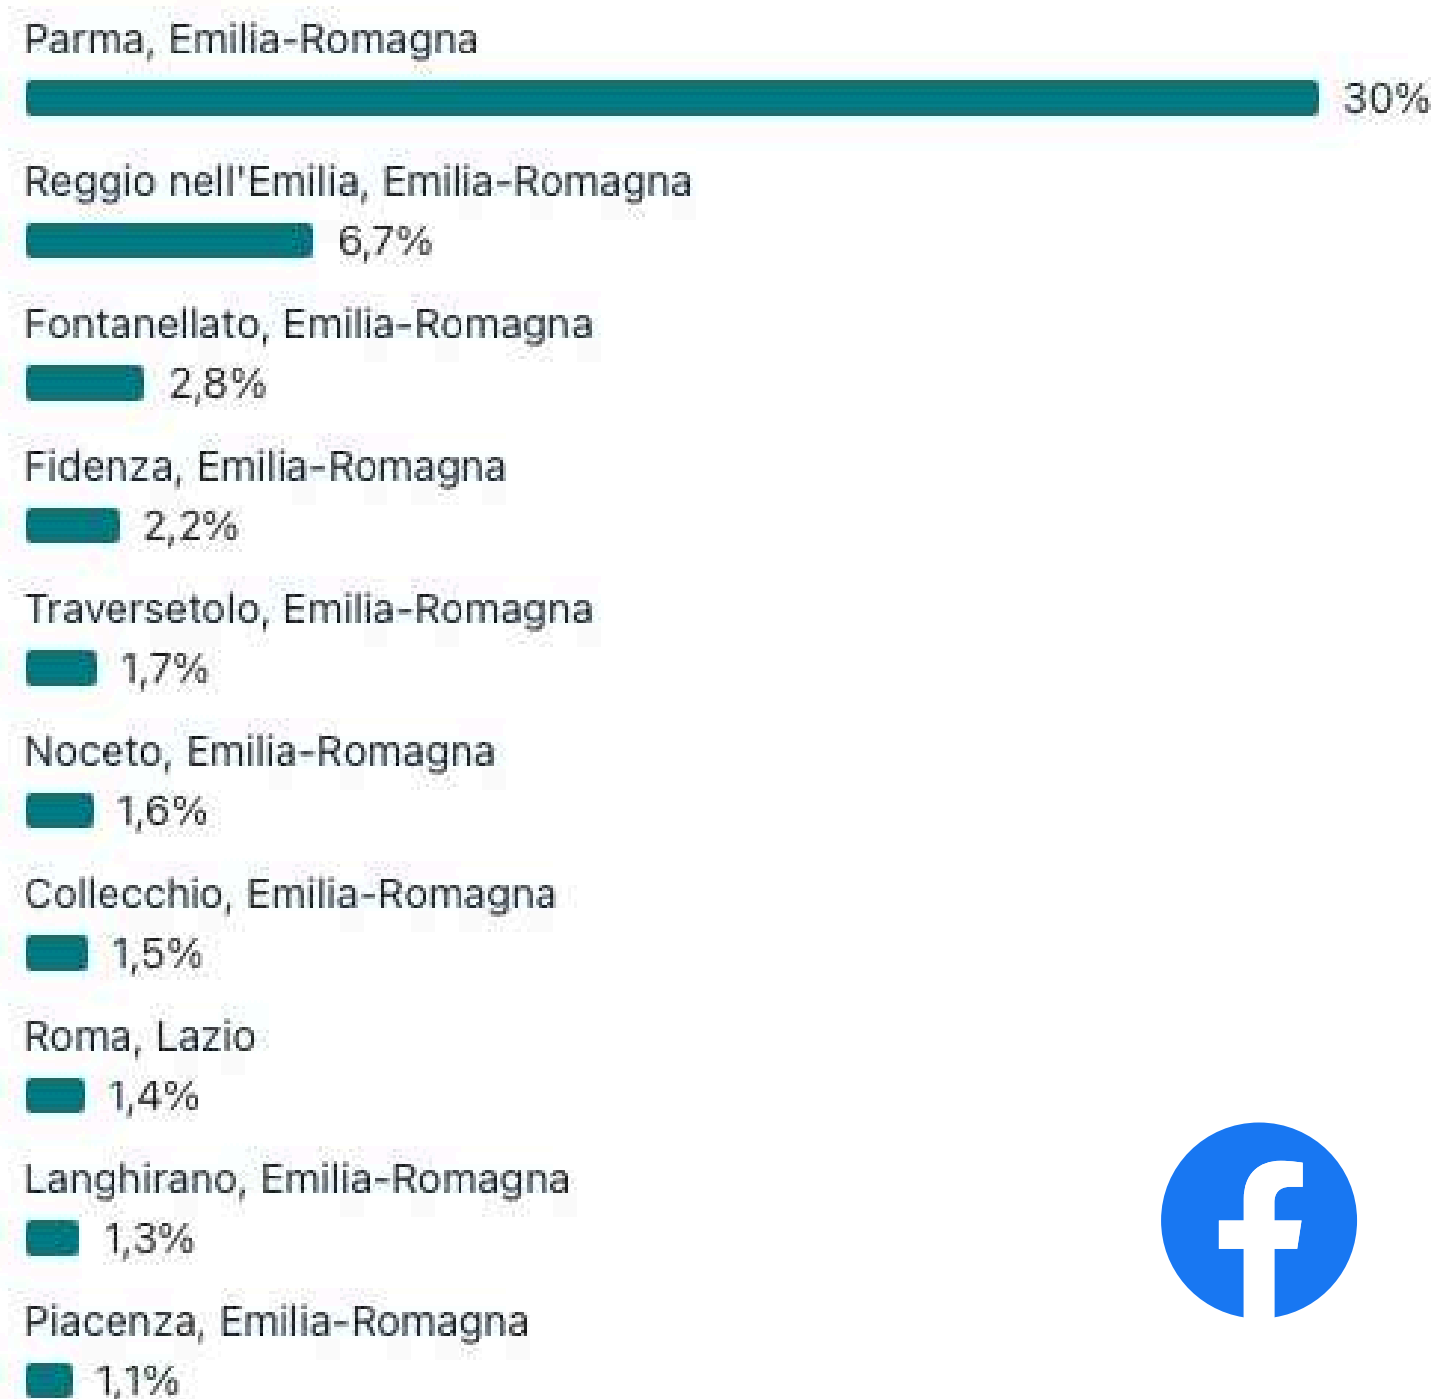 Parma, Emilia-Romagna
30%
Reggio nell'Emilia, Emilia-Romagna
6,7%
Fontanellato, Emilia-Romagna
2,8%
Fidenza, Emilia-Romagna
2,2%
Traversetolo, Emilia-Romagna
1,7%
Noceto, Emilia-Romagna
1,6%
Collecchio, Emilia-Romagna
1,5%
Roma, Lazio
1,4%
Langhirano, Emilia-Romagna
1,3%
Piacenza, Emilia-Romagna
1,1%